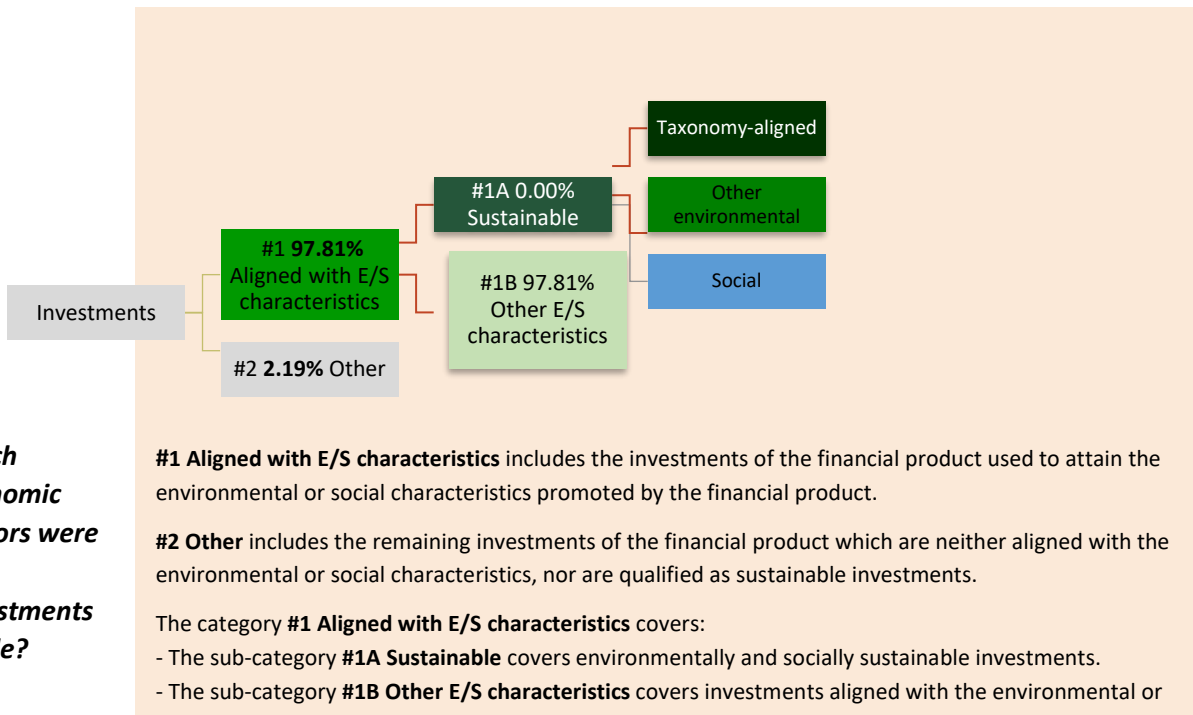 Taxonomy-aligned
#1A 0.00%
Sustainable
Other
environmental
#1 97.81%
Aligned with E/S
characteristics
#1B 97.81%
Other E/S
characteristics
Social
Investments
#2 2.19% Other
#1 Aligned with E/S characteristics includes the investments of the financial product used to attain the
environmental or social characteristics promoted by the financial product.
#2 Other includes the remaining investments of the financial product which are neither aligned with the
environmental or social characteristics, nor are qualified as sustainable investments.
The category #1 Aligned with E/S characteristics covers:
- The sub-category #1A Sustainable covers environmentally and socially sustainable investments.
- The sub-category #1B Other E/S characteristics covers investments aligned with the environmental or
were